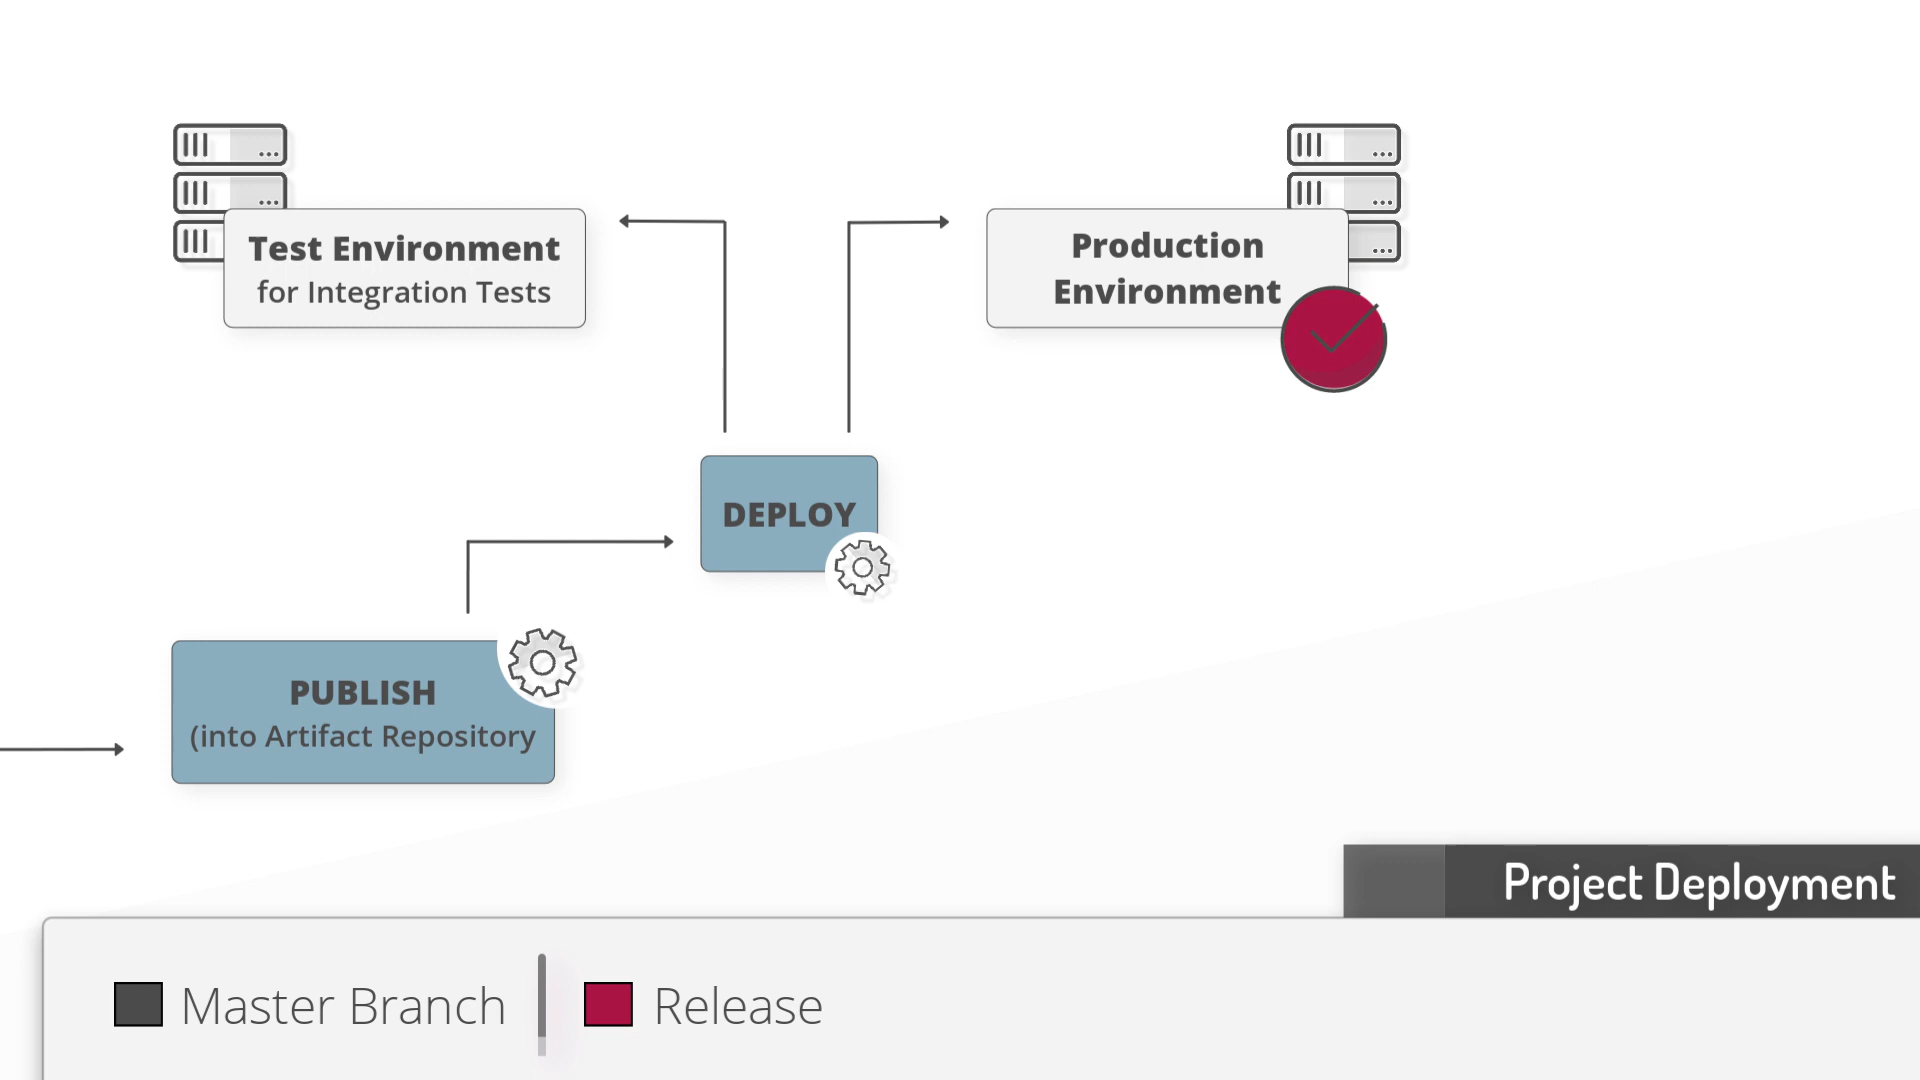 Test Environment
for Integration Tests
Production
Environment
DEPLOY
PUBLISH
(into Artifact Repository
Project Deployment
Master Branch
Release